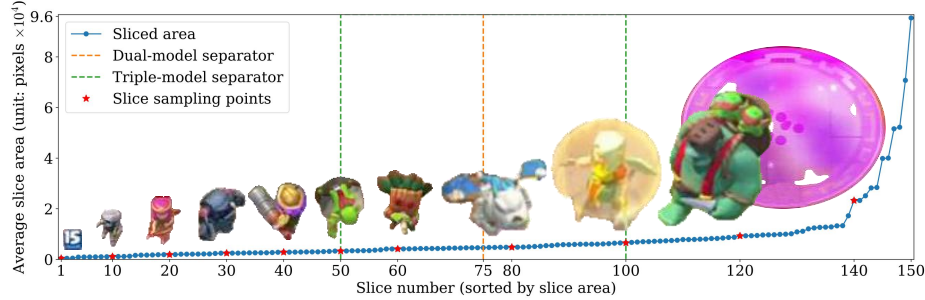 Average slice area (unit: pixels ×10⁴)
9.6
8
6
4
2
0
Sliced area
Dual-model separator
Triple-model separator
Slice sampling points
15
1 10 20 30 40 50 60 75 80 100 120 140 150
Slice number (sorted by slice area)